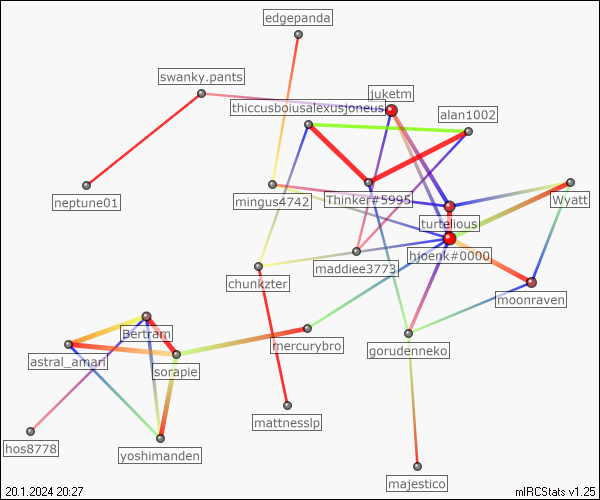 edgepanda
swanky.pants
juketm
thiccusboiusalexusjoneus
alan1002
neptune01
mingus4742
Thinker#5995
Wyatt
turtelious
hjoenk#0000
maddiee3773
chunkzter
moonraven
Bertram
mercurybro
gorudenneko
astral_amari
sorapie
mattnesslp
hos8778
yoshimanden
majestico
20.1.2024 20:27
mIRCStats v1.25